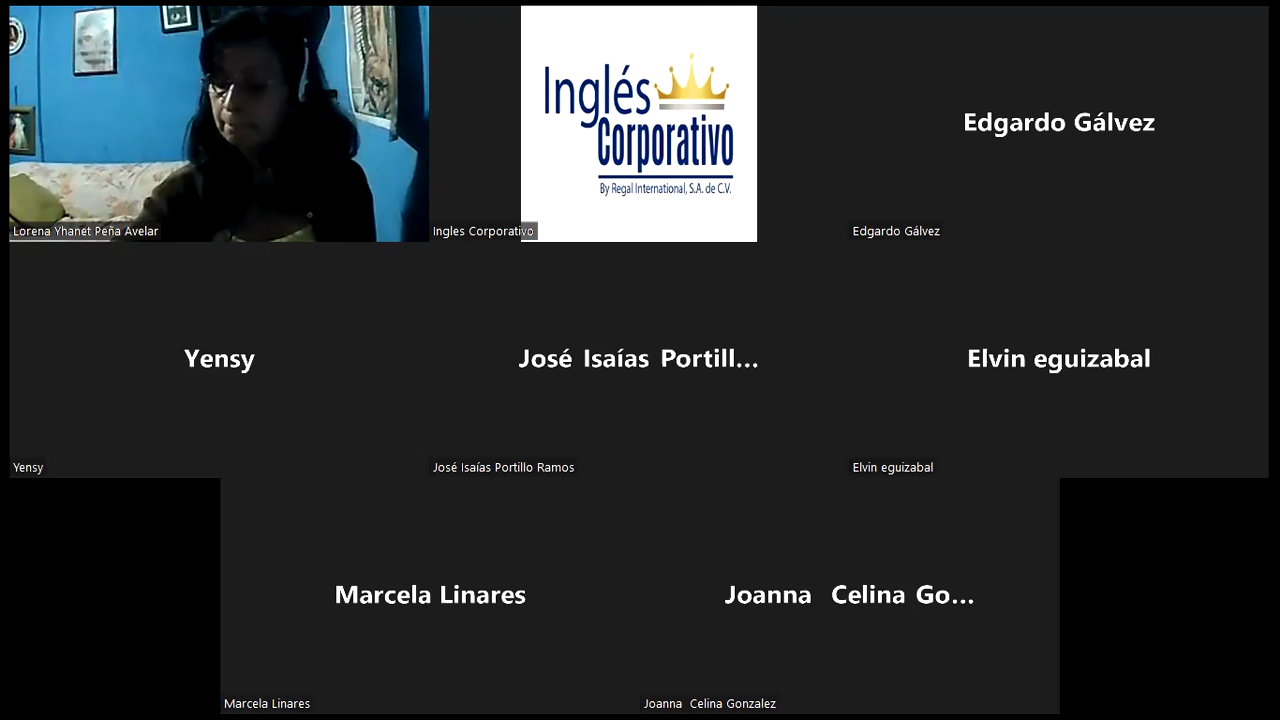 Lorena Yhanet Peña Avelar
Inglés
Corporativo
By Regal International, S.A. de C.V.
Ingles Corporativo
Edgardo Gálvez
Edgardo Gálvez
Yensy
Yensy
José Isaías Portill...
José Isaías Portillo Ramos
Elvin eguizabal
Elvin eguizabal
Marcela Linares
Marcela Linares
Joanna Celina Go...
Joanna Celina Gonzalez